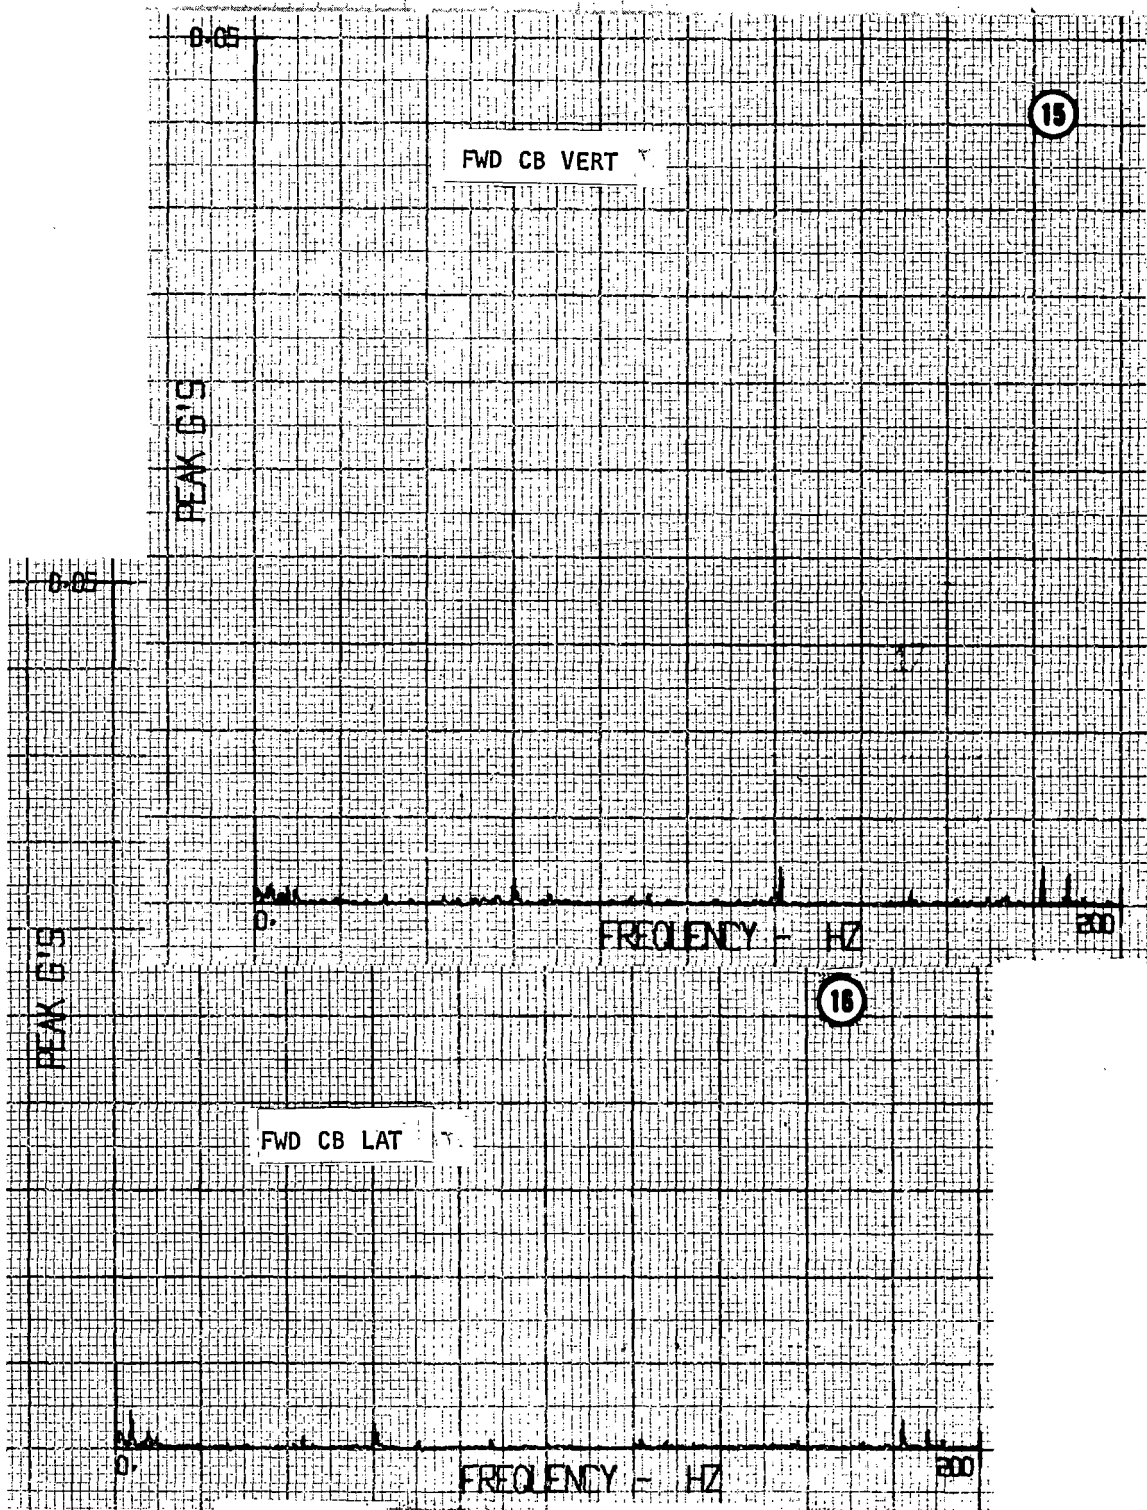 0.05
15
FWD CB VERT
PEAK G'S
0.
200
FREQUENCY - HZ
0.05
PEAK G'S
16
FWD CB LAT
0.
200
FREQUENCY - HZ